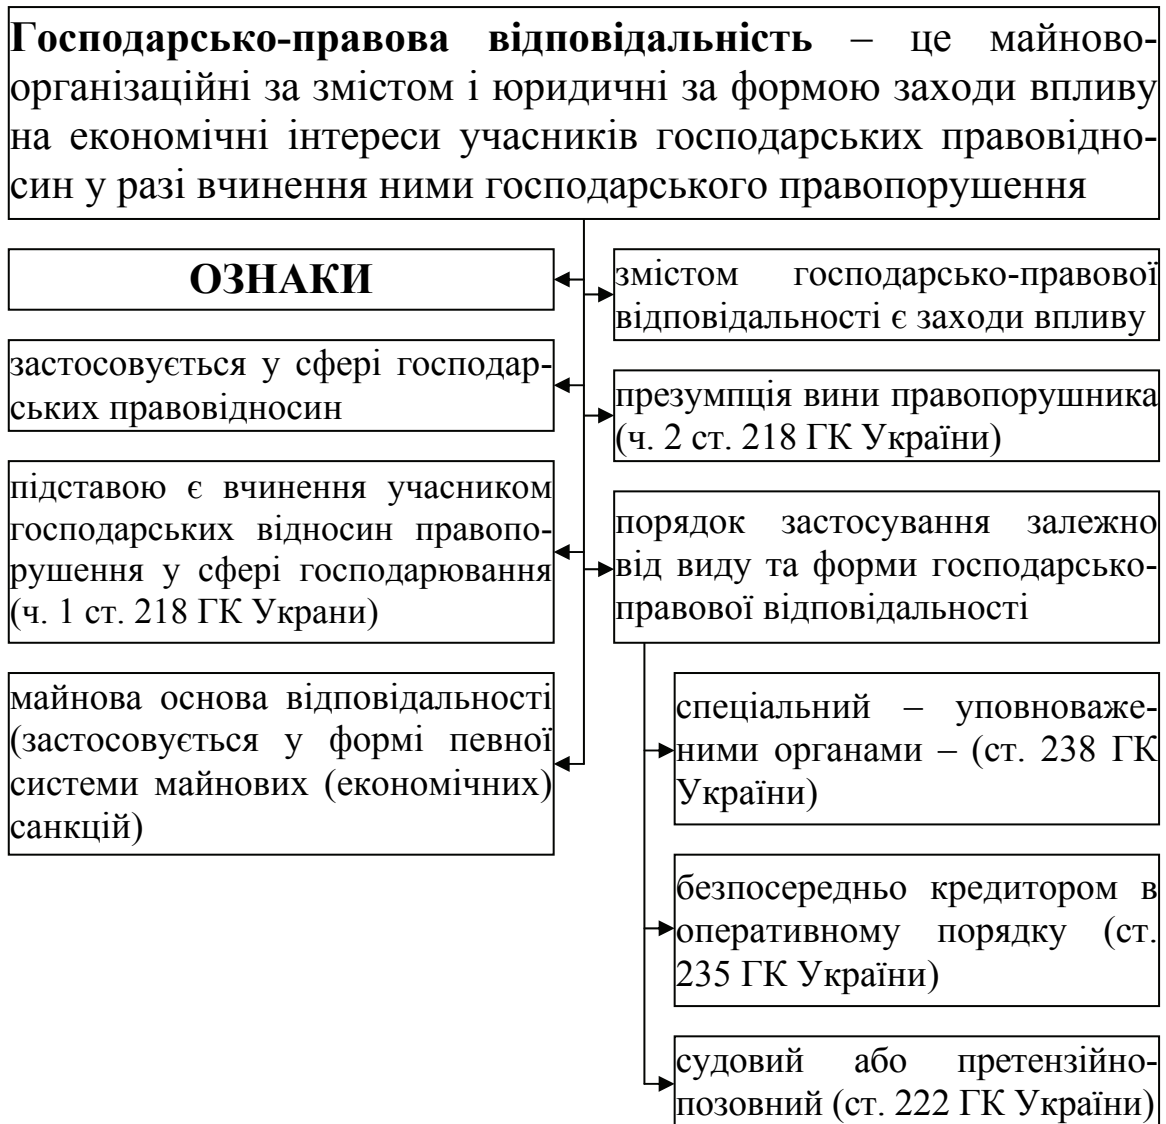 Господарсько-правова відповідальність – це майново-
організаційні за змістом і юридичні за формою заходи впливу
на економічні інтереси учасників господарських правовідно-
син у разі вчинення ними господарського правопорушення
ОЗНАКИ
застосовується у сфері господар-
ських правовідносин
підставою є вчинення учасником
господарських відносин правопо-
рушення у сфері господарювання
(ч. 1 ст. 218 ГК Украни)
майнова основа відповідальності
(застосовується у формі певної
системи майнових (економічних)
санкцій)
змістом господарсько-правової
відповідальності є заходи впливу
презумпція вини правопорушника
(ч. 2 ст. 218 ГК України)
порядок застосування залежно
від виду та форми господарсько-
правової відповідальності
спеціальний – уповноваже-
ними органами – (ст. 238 ГК
України)
безпосередньо кредитором в
оперативному порядку (ст.
235 ГК України)
судовий або претензійно-
позовний (ст. 222 ГК України)